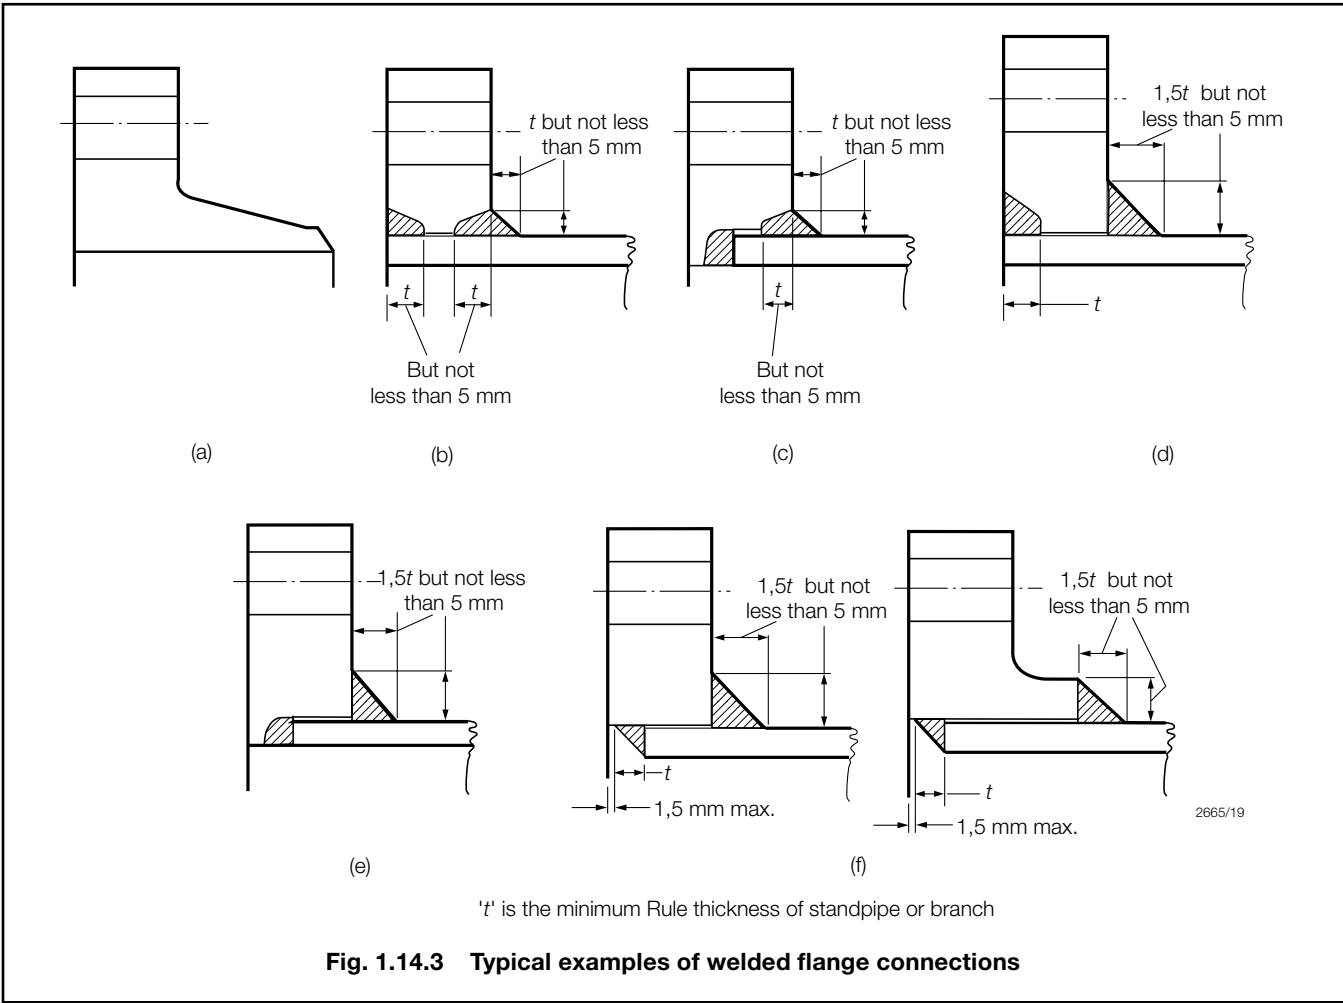 t but not less
than 5 mm
t
t
But not
less than 5 mm
(a)
(b)
t but not less
than 5 mm
t
But not
less than 5 mm
(c)
1,5t but not
less than 5 mm
t
(d)
1,5t but not less
than 5 mm
(e)
1,5t but not
less than 5 mm
t
1,5 mm max.
1,5t but not
less than 5 mm
t
1,5 mm max.
2665/19
(f)
't' is the minimum Rule thickness of standpipe or branch
Fig. 1.14.3 Typical examples of welded flange connections